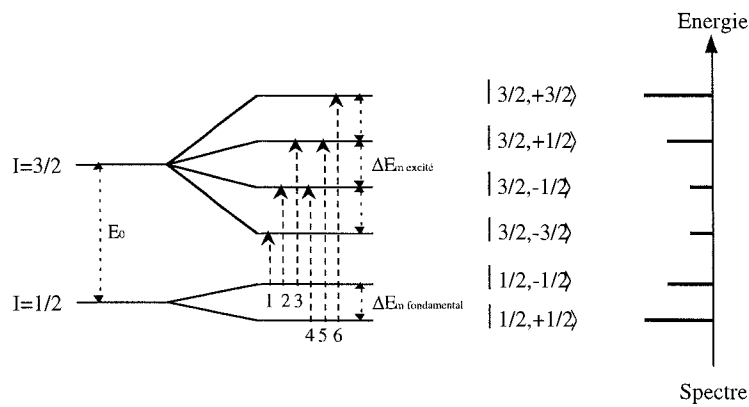 Energie
| 3/2,+3/2⟩
| 3/2,+1/2⟩
I=3/2
ΔEm excité
| 3/2,-1/2⟩
E0
| 3/2,-3/2⟩
| 1/2,-1/2⟩
1 2 3
I=1/2
ΔEm fondamental
| 1/2,+1/2⟩
4 5 6
Spectre